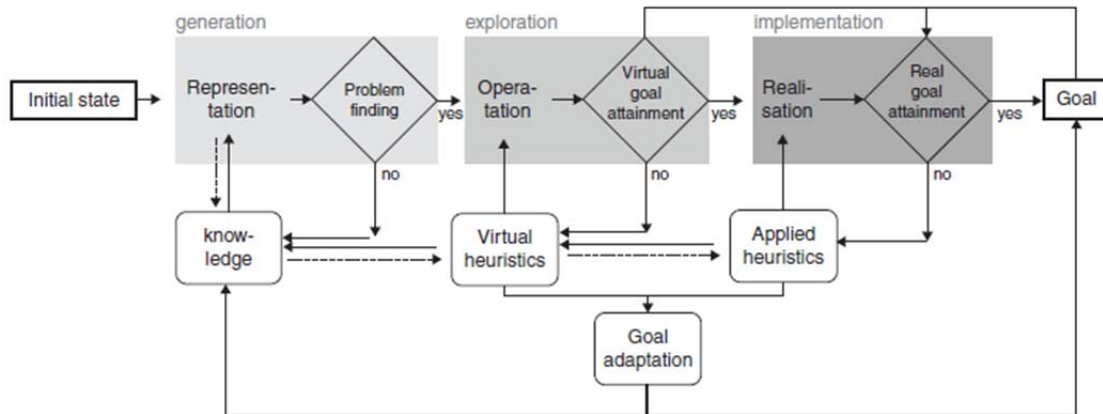 generation
exploration
implementation
Initial state
Represen-
tation
Problem
finding
yes
no
Opera-
tation
Virtual
goal
attainment
yes
no
Reali-
sation
Real
goal
attainment
yes
no
Goal
know-
ledge
Virtual
heuristics
Applied
heuristics
Goal
adaptation